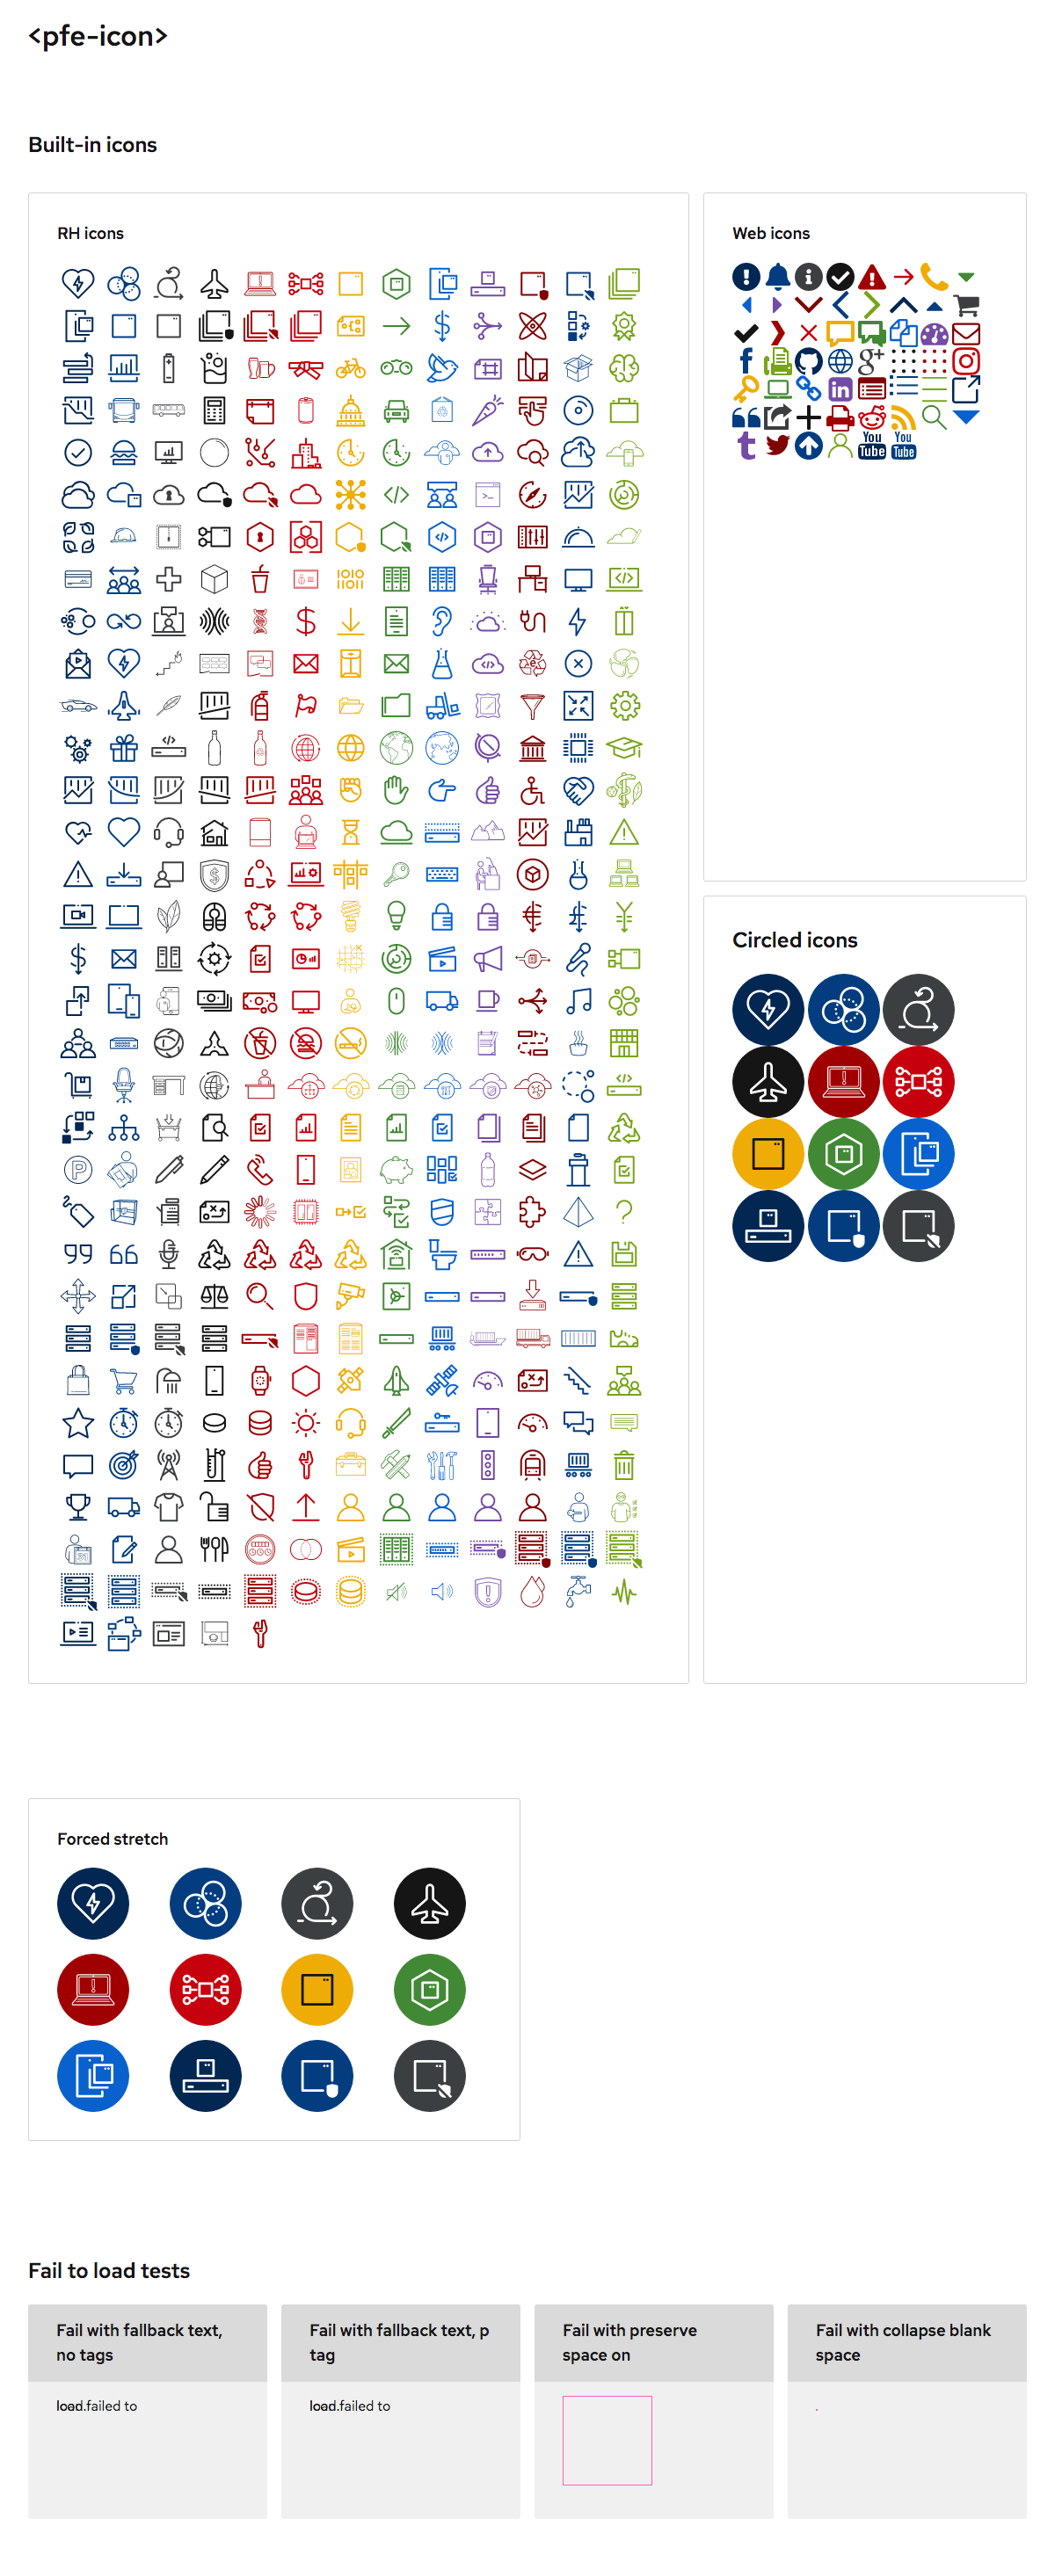 <pfe-icon>
Built-in icons
RH icons
Web icons
You
Tube
You
Tube
Circled icons
Forced stretch
Fail to load tests
Fail with fallback text,
no tags
load.failed to
Fail with fallback text, p
tag
load.failed to
Fail with preserve
space on
Fail with collapse blank
space